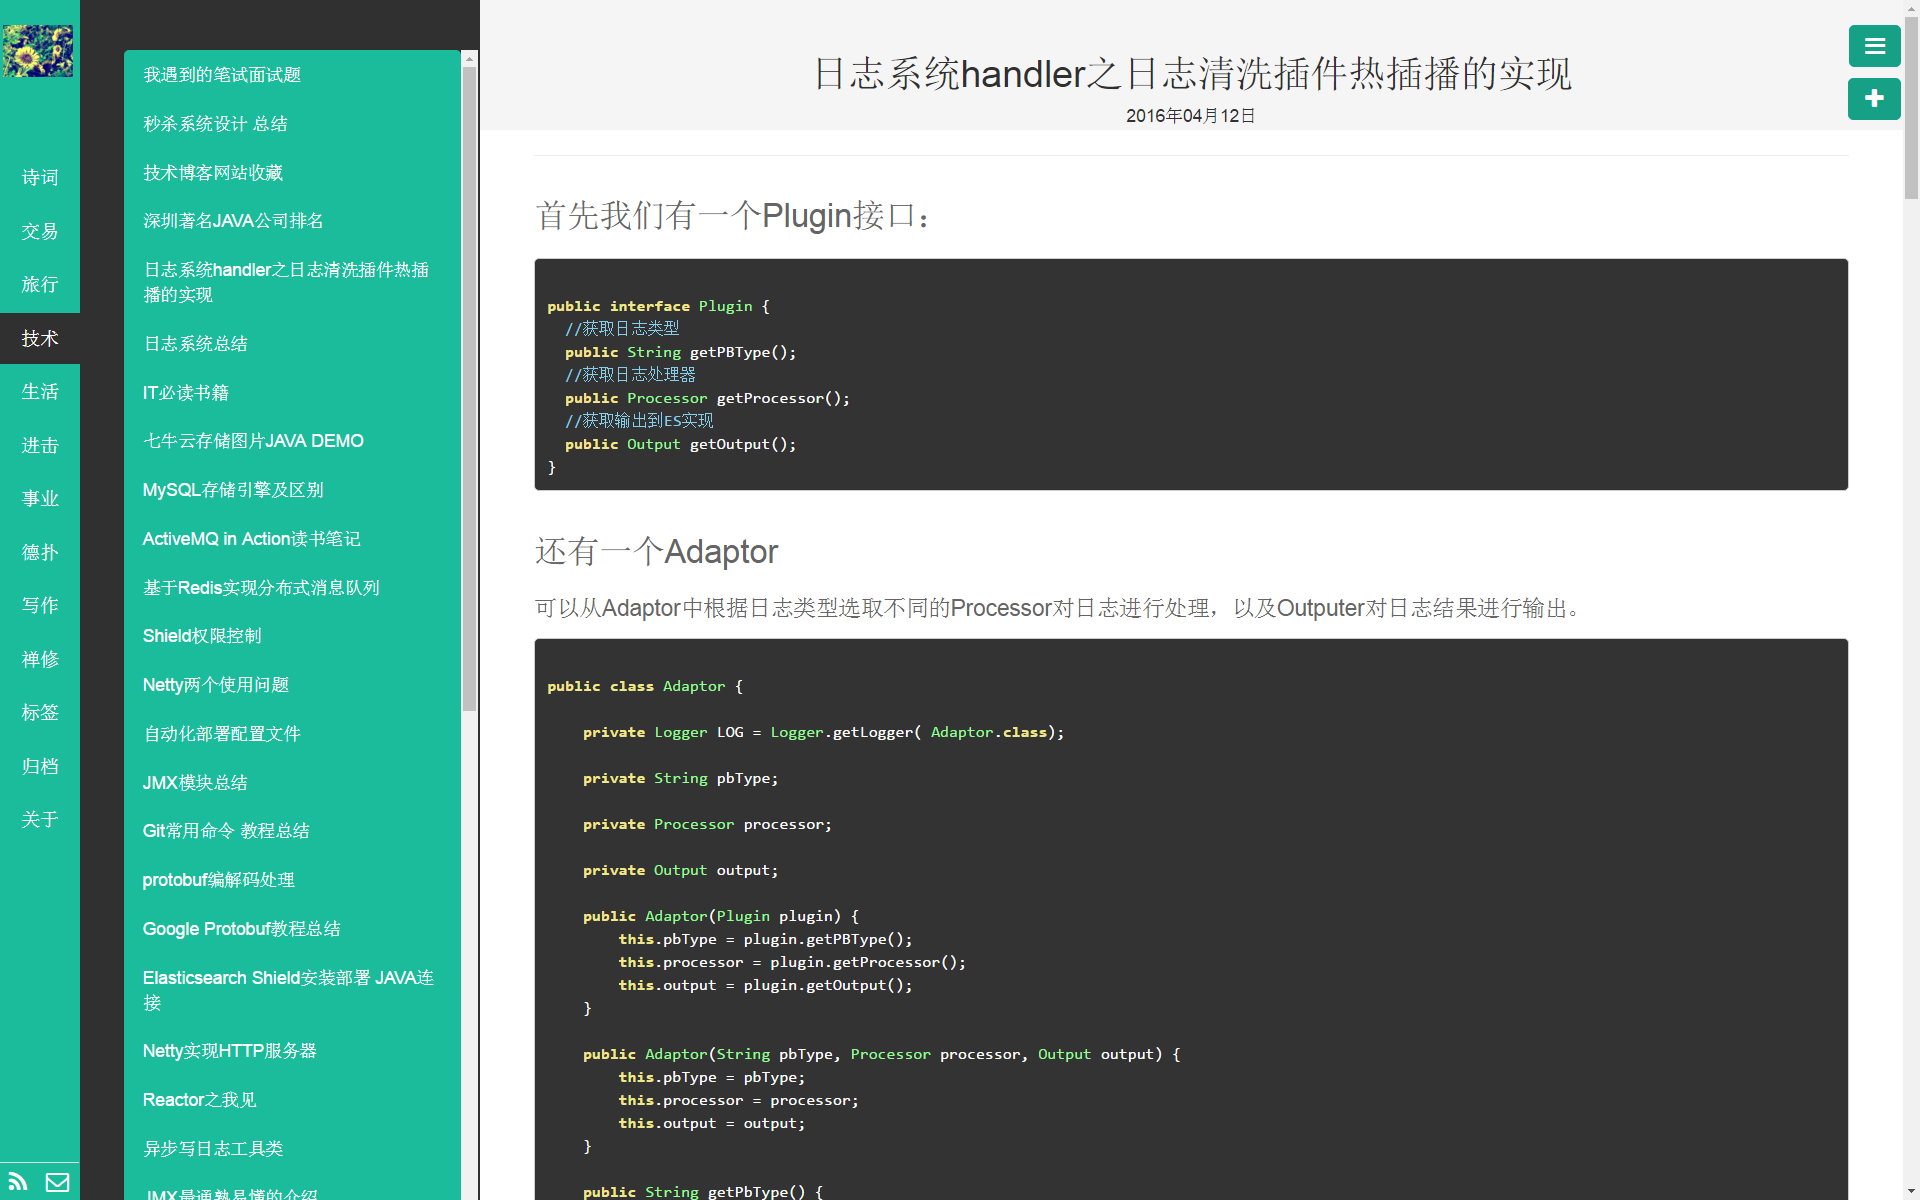 诗词
交易
旅行
技术
生活
进击
事业
德扑
写作
禅修
标签
归档
关于
我遇到的笔试面试题
秒杀系统设计 总结
技术博客网站收藏
深圳著名JAVA公司排名
日志系统handler之日志清洗插件热插
播的实现
日志系统总结
IT必读书籍
七牛云存储图片JAVA DEMO
MySQL存储引擎及区别
ActiveMQ in Action读书笔记
基于Redis实现分布式消息队列
Shield权限控制
Netty两个使用问题
自动化部署配置文件
JMX模块总结
Git常用命令 教程总结
protobuf编解码处理
Google Protobuf教程总结
Elasticsearch Shield安装部署 JAVA连
接
Netty实现HTTP服务器
Reactor之我见
异步写日志工具类
JMX最通熟易懂的介绍
日志系统handler之日志清洗插件热插播的实现
2016年04月12日
首先我们有一个Plugin接口：
public interface Plugin {
//获取日志类型
public String getPBType();
//获取日志处理器
public Processor getProcessor();
//获取输出到ES实现
public Output getOutput();
}
还有一个Adaptor
可以从Adaptor中根据日志类型选取不同的Processor对日志进行处理，以及Outputer对日志结果进行输出。
public class Adaptor {
private Logger LOG = Logger.getLogger( Adaptor.class);
private String pbType;
private Processor processor;
private Output output;
public Adaptor(Plugin plugin) {
this.pbType = plugin.getPBType();
this.processor = plugin.getProcessor();
this.output = plugin.getOutput();
}
public Adaptor(String pbType, Processor processor, Output output) {
this.pbType = pbType;
this.processor = processor;
this.output = output;
}
public String getPbType() {